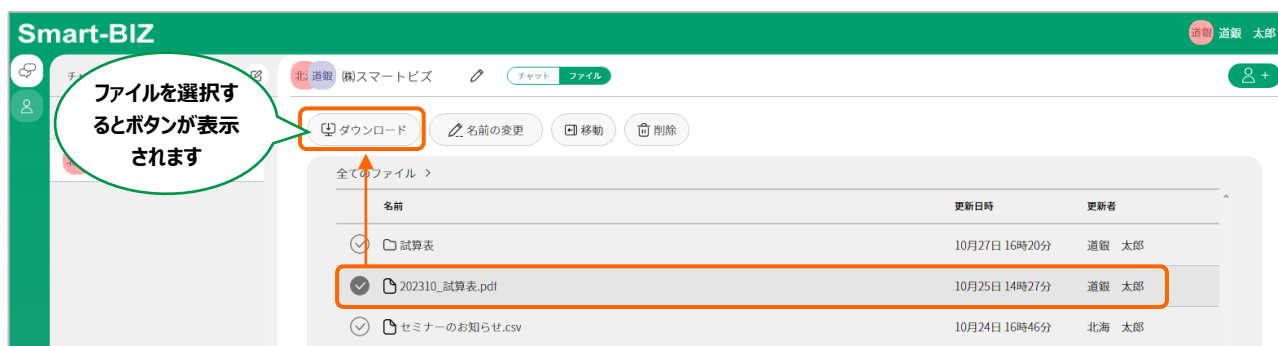 Smart-BIZ
道銀 道銀 太郎
チャ
ファイルを選択す
るとボタンが表示
されます
北海 道銀 ㈱スマートビズ チャット ファイル
ダウンロード 名前の変更 移動 削除
全てのファイル >
名前 更新日時 更新者
試算表 10月27日 16時20分 道銀 太郎
202310_試算表.pdf 10月25日 14時27分 道銀 太郎
セミナーのお知らせ.csv 10月24日 16時46分 北海 太郎